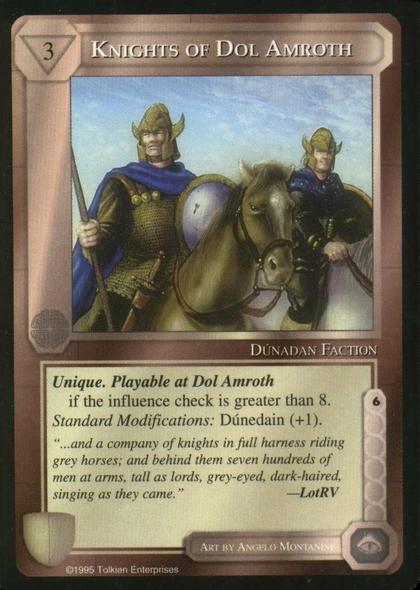 3
KNIGHTS OF DOL AMROTH
DÚNADAN FACTION
Unique. Playable at Dol Amroth
if the influence check is greater than 8.
Standard Modifications: Dúnedain (+1).
6
“...and a company of knights in full harness riding
grey horses; and behind them seven hundreds of
men at arms, tall as lords, grey-eyed, dark-haired,
singing as they came.” —LotRV
ART BY ANGELO MONTANINI
©1995 Tolkien Enterprises